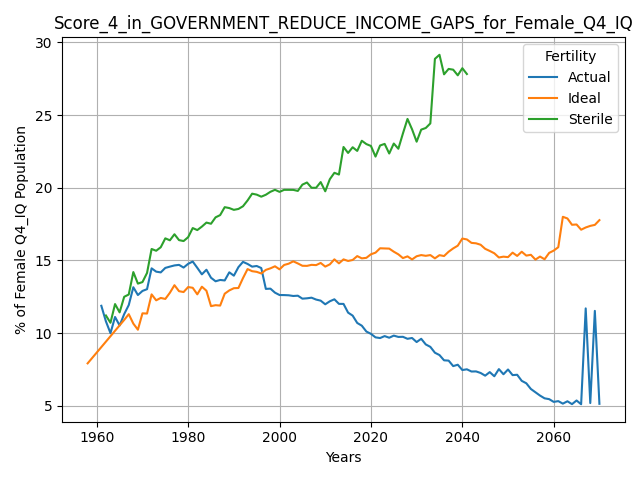 Score_4_in_GOVERNMENT_REDUCE_INCOME_GAPS_for_Female_Q4_IQ
30
25
20
15
10
5
% of Female Q4_IQ Population
Fertility
Actual
Ideal
Sterile
1960
1980
2000
2020
2040
2060
Years